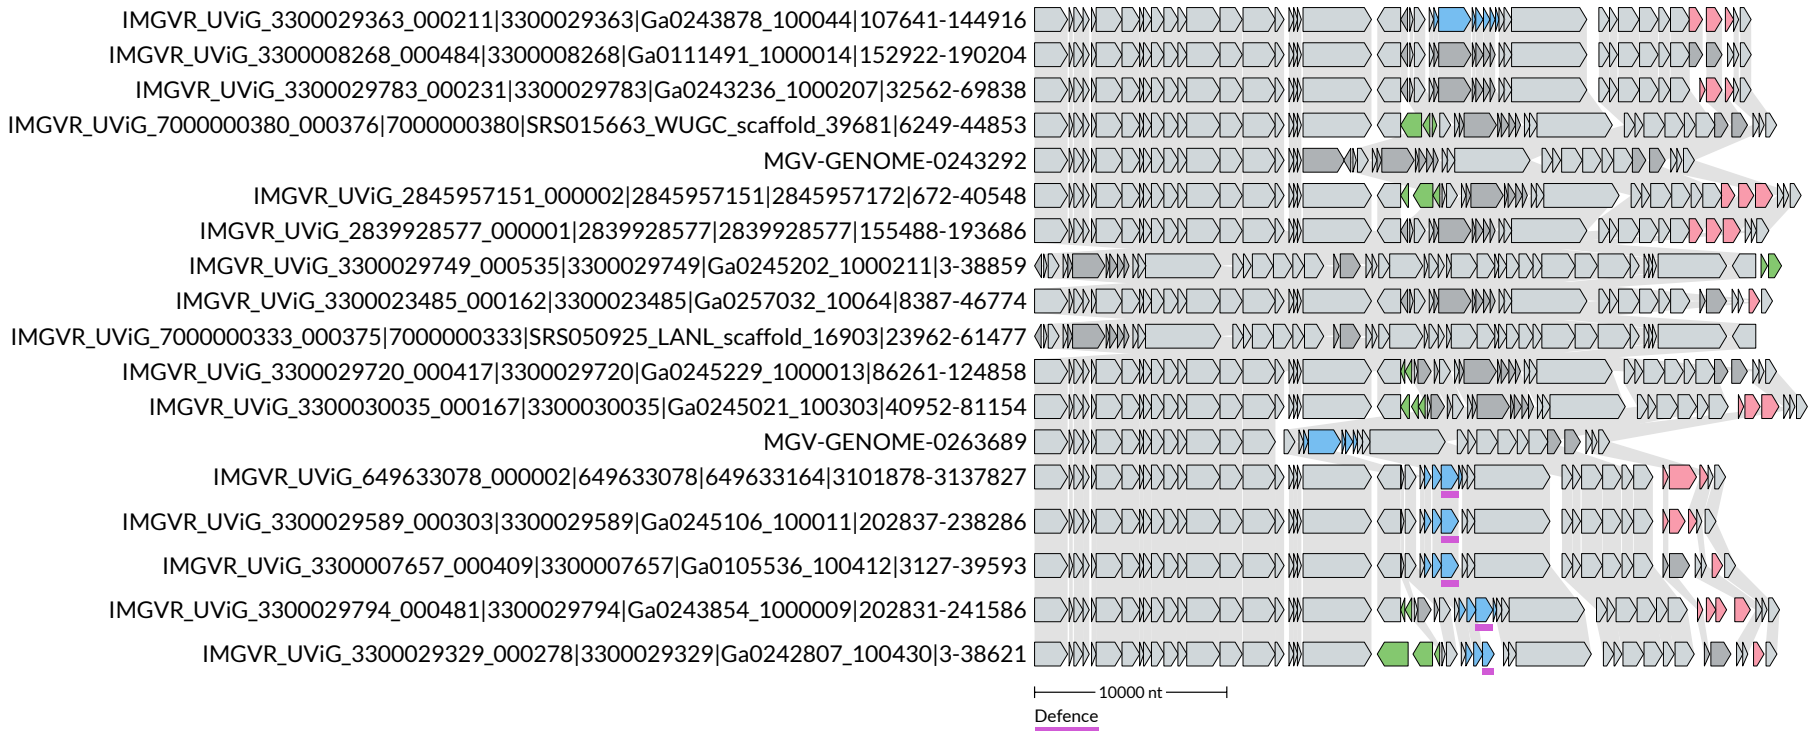 IMGVR_UViG_3300029363_000211|3300029363|Ga0243878_100044|107641-144916
IMGVR_UViG_3300008268_000484|3300008268|Ga0111491_1000014|152922-190204
IMGVR_UViG_3300029783_000231|3300029783|Ga0243236_1000207|32562-69838
IMGVR_UViG_7000000380_000376|7000000380|SRS015663_WUGC_scaffold_39681|6249-44853
MGV-GENOME-0243292
IMGVR_UViG_2845957151_000002|2845957151|2845957172|672-40548
IMGVR_UViG_2839928577_000001|2839928577|2839928577|155488-193686
IMGVR_UViG_3300029749_000535|3300029749|Ga0245202_1000211|3-38859
IMGVR_UViG_3300023485_000162|3300023485|Ga0257032_10064|8387-46774
IMGVR_UViG_7000000333_000375|7000000333|SRS050925_LANL_scaffold_16903|23962-61477
IMGVR_UViG_3300029720_000417|3300029720|Ga0245229_1000013|86261-124858
IMGVR_UViG_3300030035_000167|3300030035|Ga0245021_100303|40952-81154
MGV-GENOME-0263689
IMGVR_UViG_649633078_000002|649633078|649633164|3101878-3137827
IMGVR_UViG_3300029589_000303|3300029589|Ga0245106_100011|202837-238286
IMGVR_UViG_3300007657_000409|3300007657|Ga0105536_100412|3127-39593
IMGVR_UViG_3300029794_000481|3300029794|Ga0243854_1000009|202831-241586
IMGVR_UViG_3300029329_000278|3300029329|Ga0242807_100430|3-38621
10000 nt
Defence